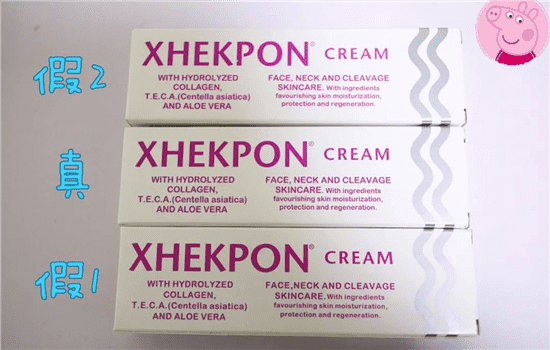 假2
XHEKPON® CREAM
WITH HYDROLYZED
COLLAGEN,
T.E.C.A.(Centella asiatica)
AND ALOE VERA
FACE, NECK AND CLEAVAGE
SKINCARE. With ingredients
favourishing skin moisturization,
protection and regeneration.
真
XHEKPON® CREAM
WITH HYDROLYZED
COLLAGEN,
T.E.C.A.(Centella asiatica)
AND ALOE VERA
FACE, NECK AND CLEAVAGE
SKINCARE. With ingredients
favourishing skin moisturization,
protection and regeneration.
假1
XHEKPON® CREAM
WITH HYDROLYZED
COLLAGEN,
T.E.C.A.(Centella asiatica)
AND ALOE VERA
FACE,NECK AND CLEAVAGE
SKINCARE. With ingredients
favourishing skin moisturization,
protection and regeneration.